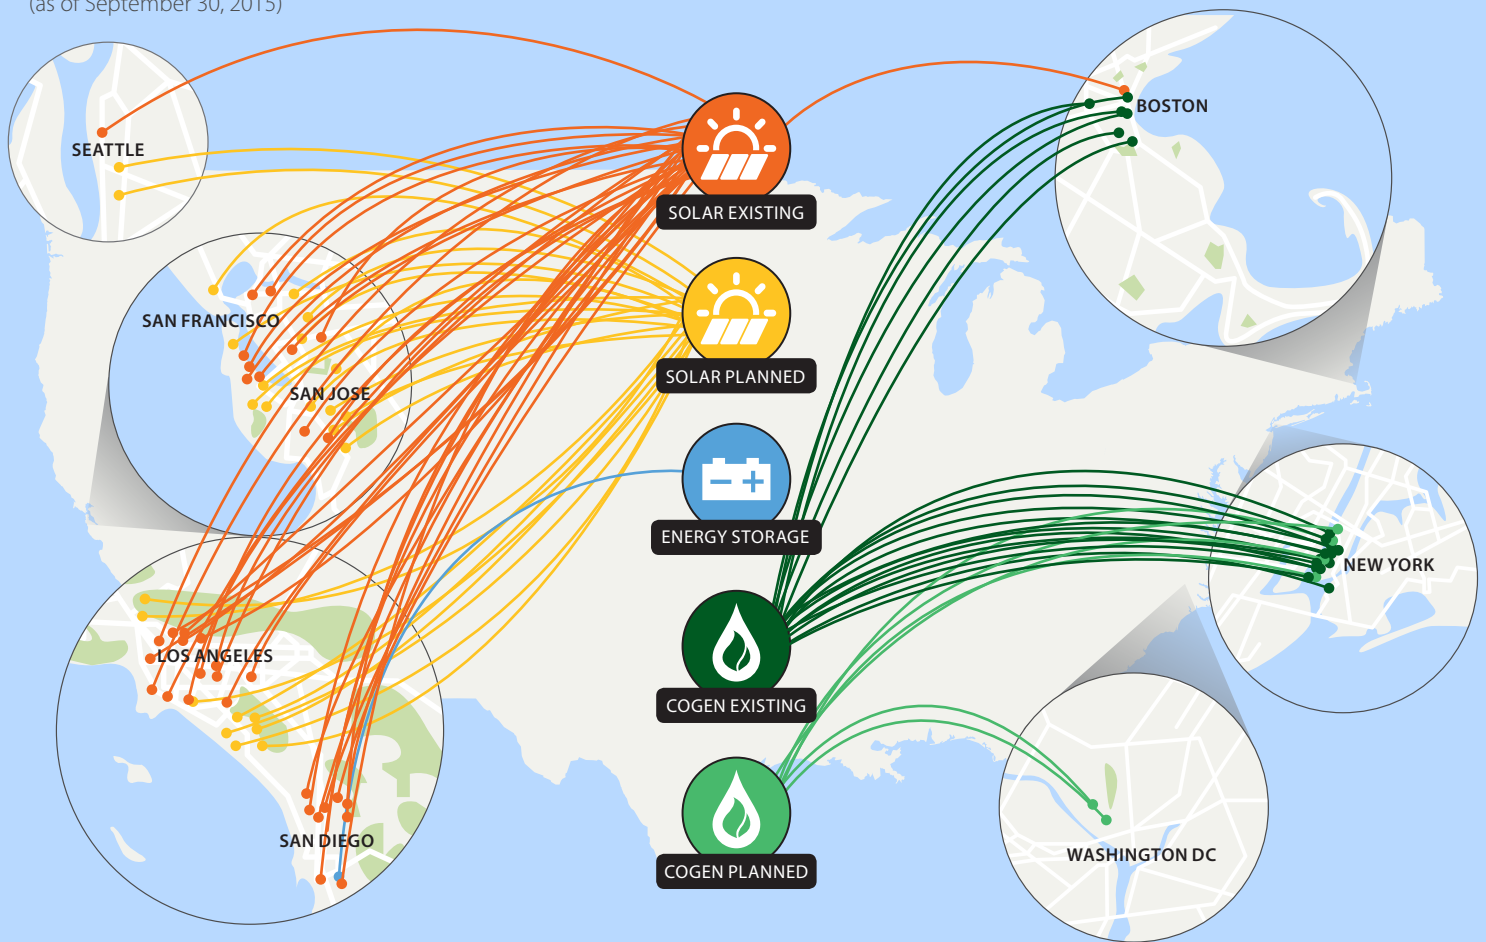 (as of September 30, 2015)
SEATTLE
BOSTON
SOLAR EXISTING
SAN FRANCISCO
SOLAR PLANNED
SAN JOSE
ENERGY STORAGE
NEW YORK
LOS ANGELES
COGEN EXISTING
SAN DIEGO
WASHINGTON DC
COGEN PLANNED